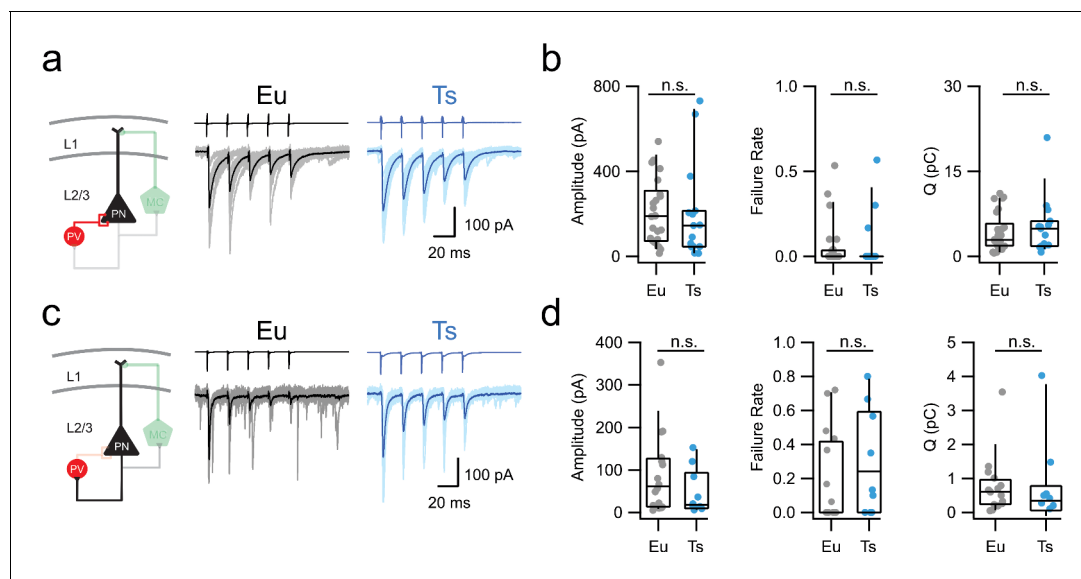 a
Eu
Ts
L1
L2/3
PN
MC
PV
100 pA
20 ms
b
n.s.
n.s.
n.s.
800
400
0
Amplitude (pA)
Eu
Ts
1.0
0.5
0.0
Failure Rate
Eu
Ts
30
15
0
Q (pC)
Eu
Ts
c
Eu
Ts
L1
L2/3
PN
MC
PV
100 pA
20 ms
d
n.s.
n.s.
n.s.
400
300
200
100
0
Amplitude (pA)
Eu
Ts
1.0
0.8
0.6
0.4
0.2
0.0
Failure Rate
Eu
Ts
5
4
3
2
1
0
Q (pC)
Eu
Ts